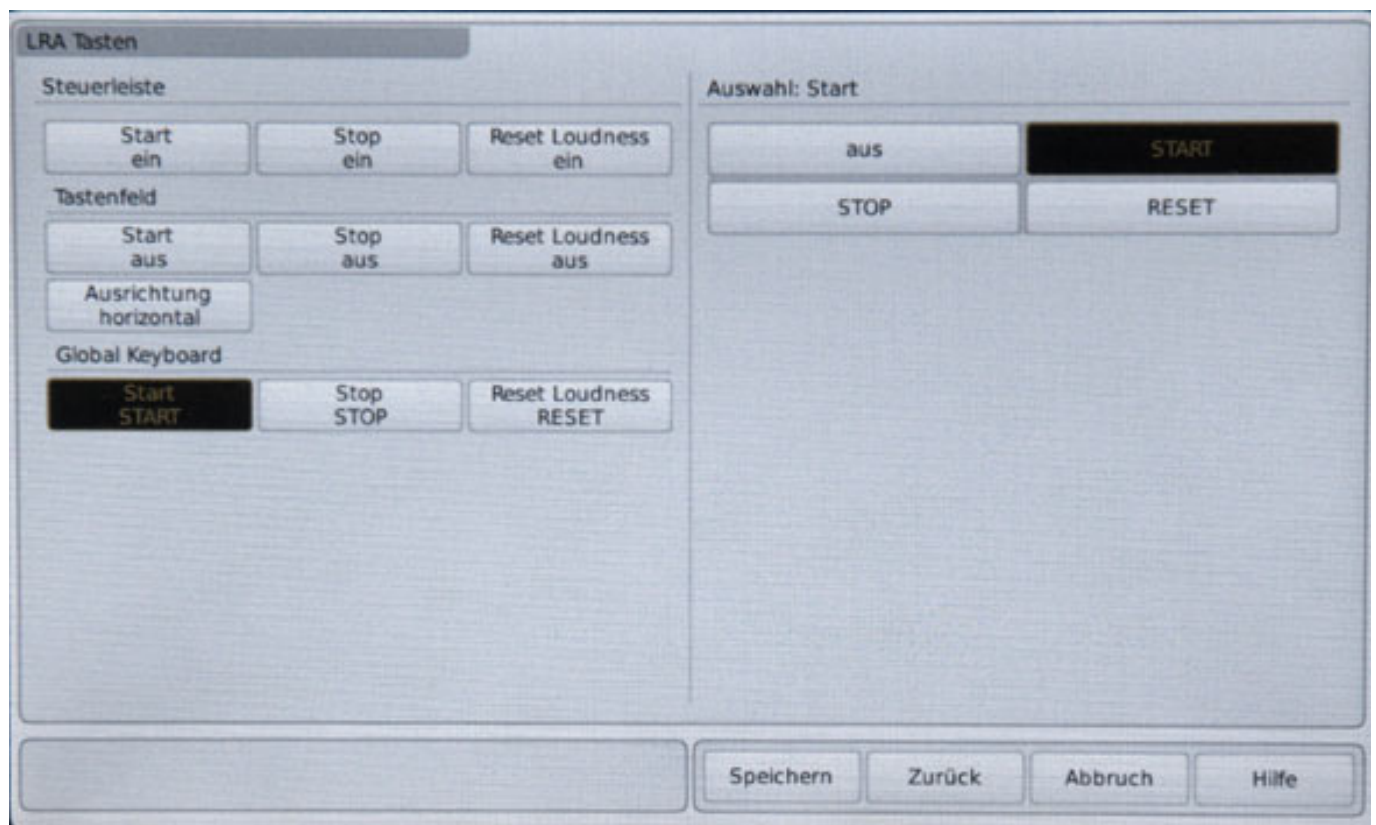 LRA Tasten
Steuerleiste
Start
ein
Stop
ein
Reset Loudness
ein
Tastenfeld
Start
aus
Stop
aus
Reset Loudness
aus
Ausrichtung
horizontal
Global Keyboard
Start
START
Stop
STOP
Reset Loudness
RESET
Auswahl: Start
aus
START
STOP
RESET
Speichern
Zurück
Abbruch
Hilfe